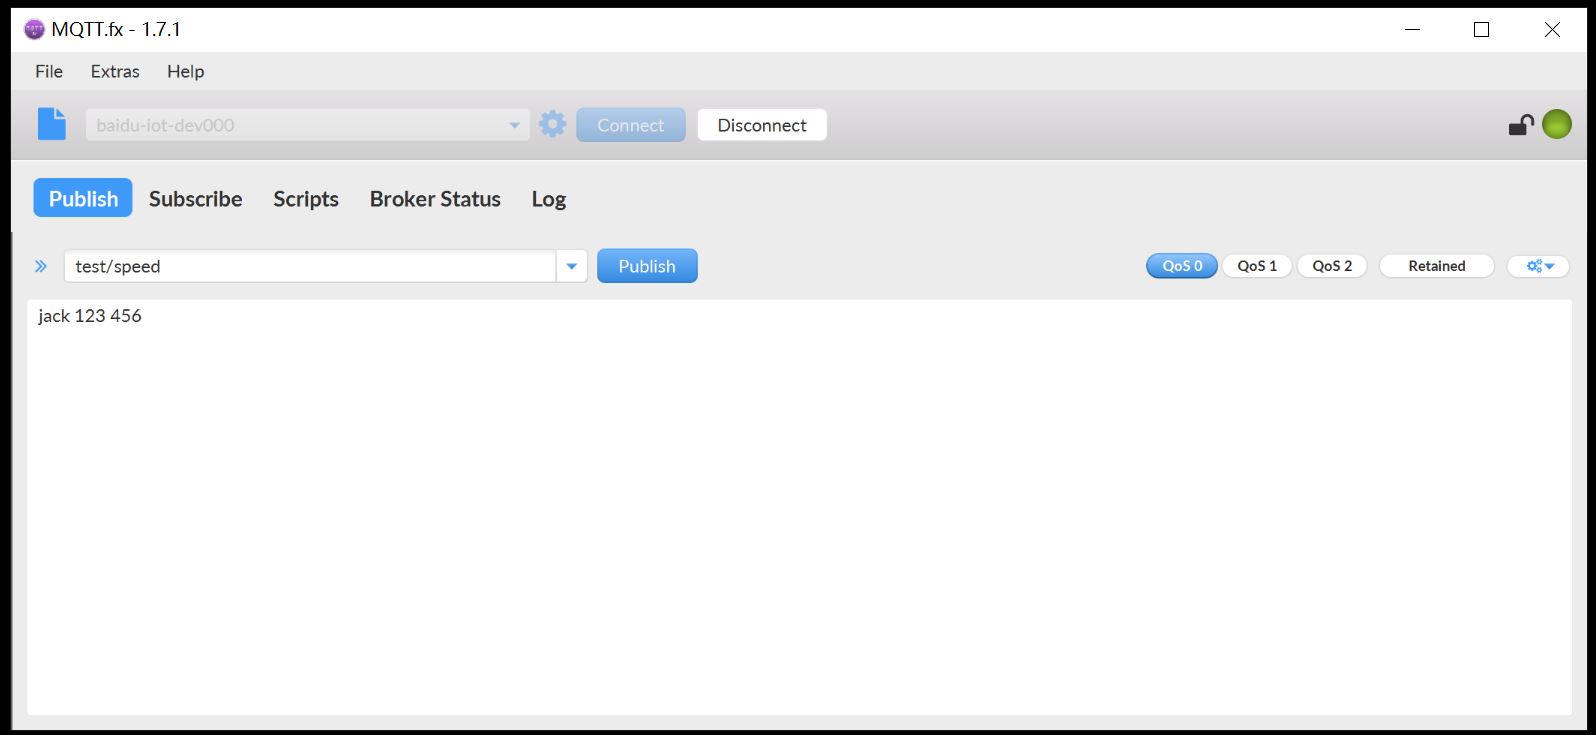 MQTT.fx - 1.7.1
File Extras Help
baidu-iot-dev000 Connect Disconnect
Publish Subscribe Scripts Broker Status Log
test/speed Publish QoS 0 QoS 1 QoS 2 Retained
jack 123 456